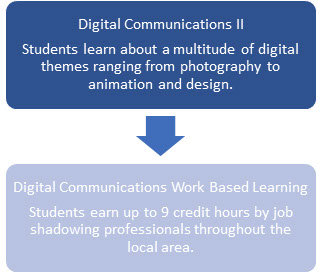 Digital Communications II
Students learn about a multitude of digital
themes ranging from photography to
animation and design.
Digital Communications Work Based Learning
Students earn up to 9 credit hours by job
shadowing professionals throughout the
local area.